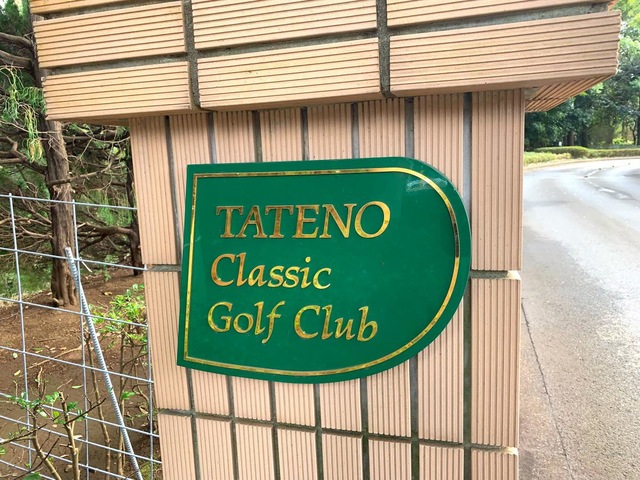 TATENO
Classic
Golf Club